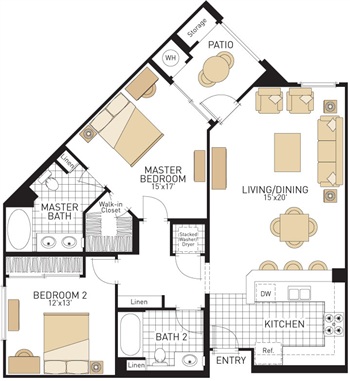 Storage
PATIO
WH
Linen
MASTER
BEDROOM
15'x17'
LIVING/DINING
15'x20'
MASTER
BATH
Walk-in
Closet
Stacked
Washer/
Dryer
BEDROOM 2
12'x13'
Linen
DW
KITCHEN
BATH 2
Linen
ENTRY
Ref.